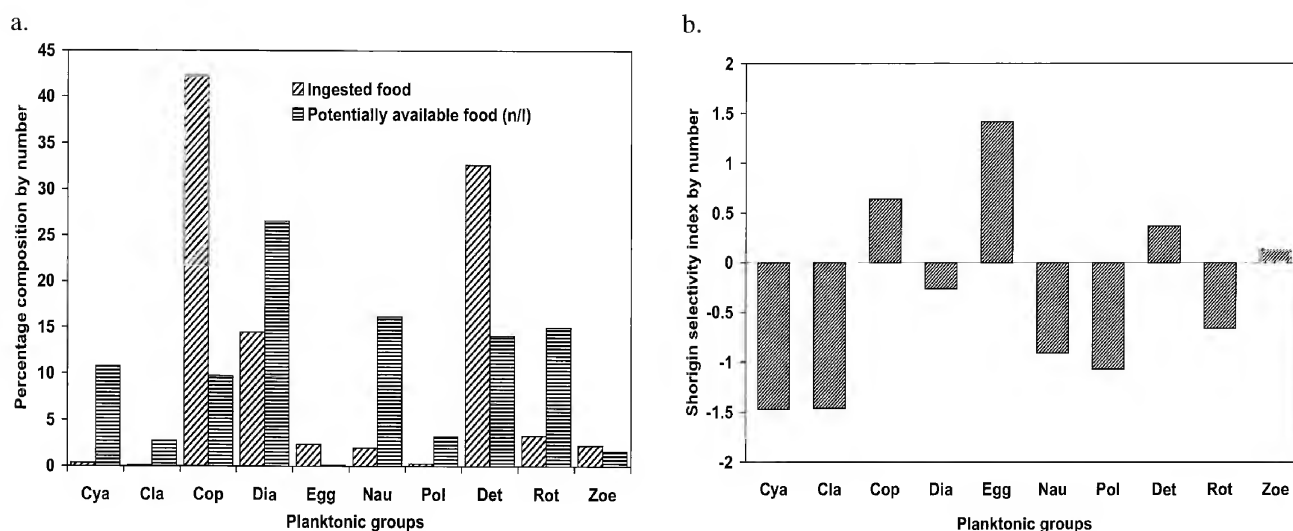 a.
45
40
35
30
25
20
15
10
5
0
Percentage composition by number
Ingested food
Potentially available food (n/l)
Cya Cla Cop Dia Egg Nau Pol Det Rot Zoe
Planktonic groups
b.
2
1.5
1
0.5
0
-0.5
-1
-1.5
-2
Shorigin selectivity index by number
Cya Cla Cop Dia Egg Nau Pol Det Rot Zoe
Planktonic groups